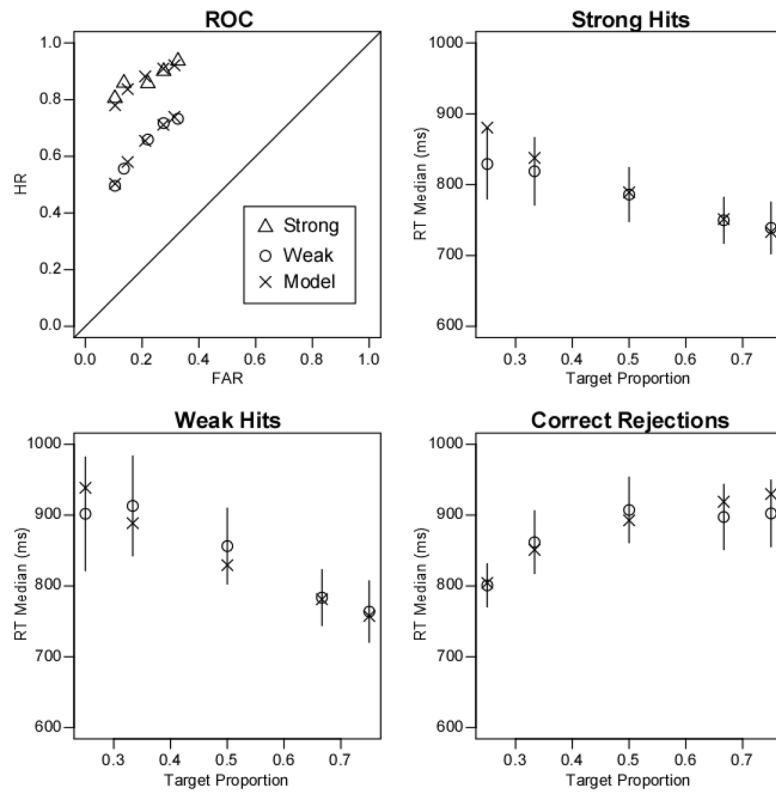 ROC
1.0
0.8
0.6
0.4
0.2
0.0
HR
0.0 0.2 0.4 0.6 0.8 1.0
FAR
Strong
Weak
Model
Strong Hits
1000
900
800
700
600
RT Median (ms)
0.3 0.4 0.5 0.6 0.7
Target Proportion
Weak Hits
1000
900
800
700
600
RT Median (ms)
0.3 0.4 0.5 0.6 0.7
Target Proportion
Correct Rejections
1000
900
800
700
600
RT Median (ms)
0.3 0.4 0.5 0.6 0.7
Target Proportion